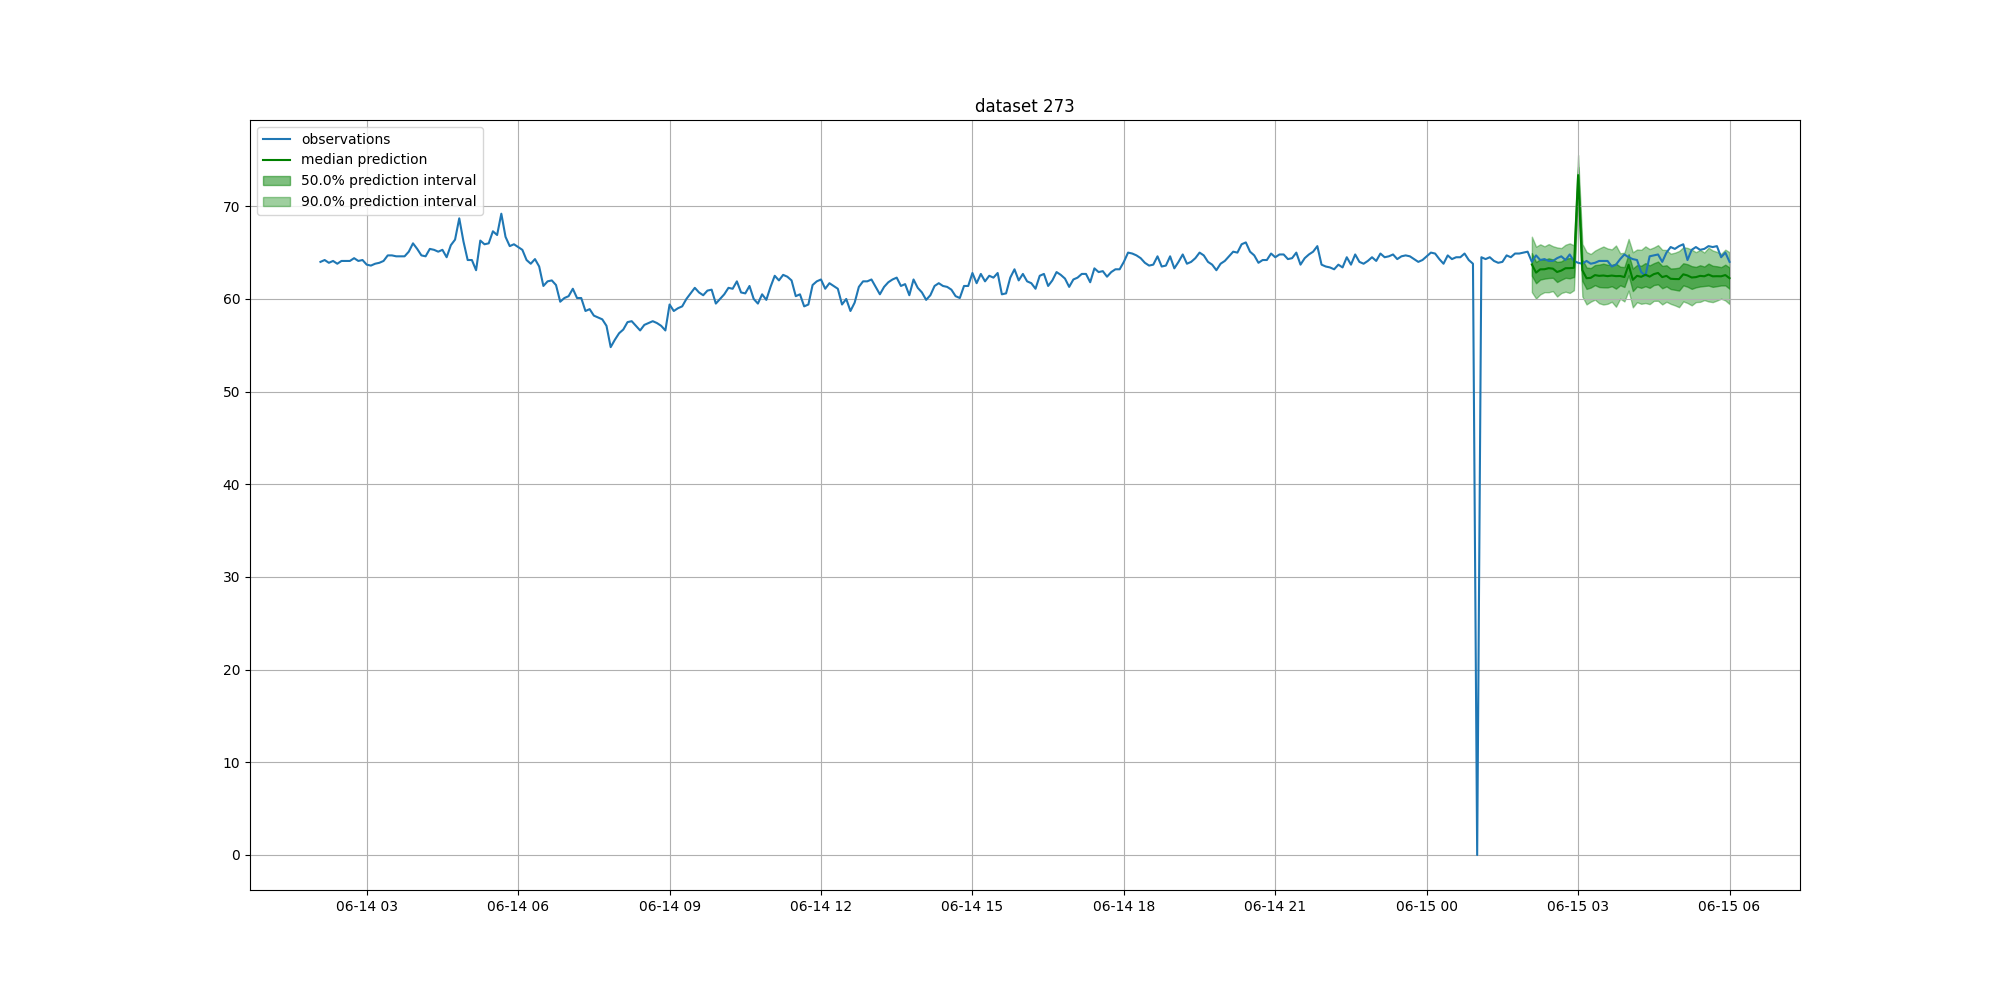 dataset 273
observations
median prediction
50.0% prediction interval
90.0% prediction interval
70
60
50
40
30
20
10
0
06-14 03 06-14 06 06-14 09 06-14 12 06-14 15 06-14 18 06-14 21 06-15 00 06-15 03 06-15 06